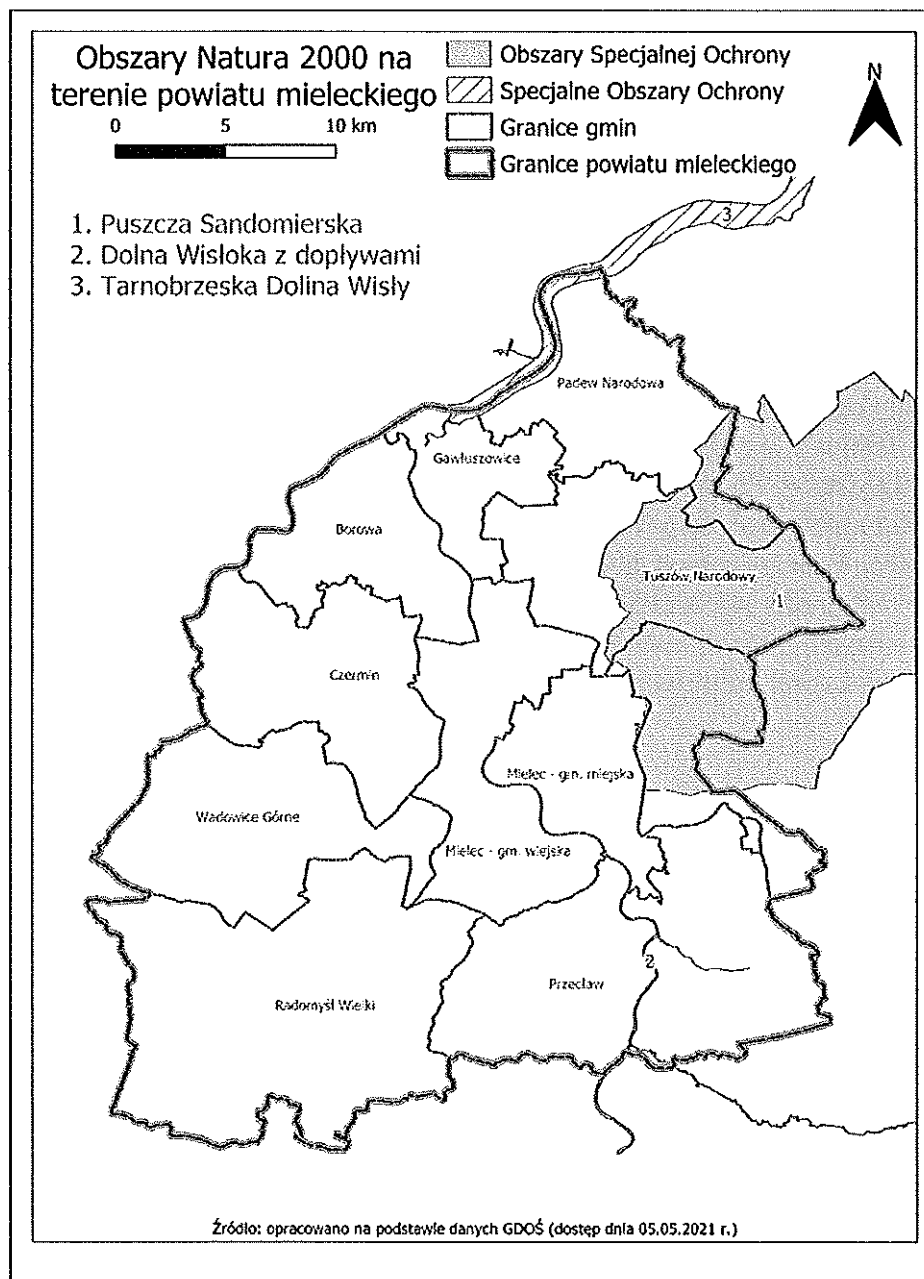 Obszary Natura 2000 na
terenie powiatu mieleckiego
0 5 10 km
Obszary Specjalnej Ochrony
Specjalne Obszary Ochrony
Granice gmin
Granice powiatu mieleckiego
N
1. Puszcza Sandomierska
2. Dolna Wisłoka z dopływami
3. Tarnobrzeska Dolina Wisły
3
Padew Narodowa
Gawłuszowice
Borowa
Tuszów Narodowy
1
Czermin
Mielec - gm. miejska
Wadowice Górne
Mielec - gm. wiejska
2
Przecław
Radomyśl Wielki
Źródło: opracowano na podstawie danych GDOŚ (dostęp dnia 05.05.2021 r.)